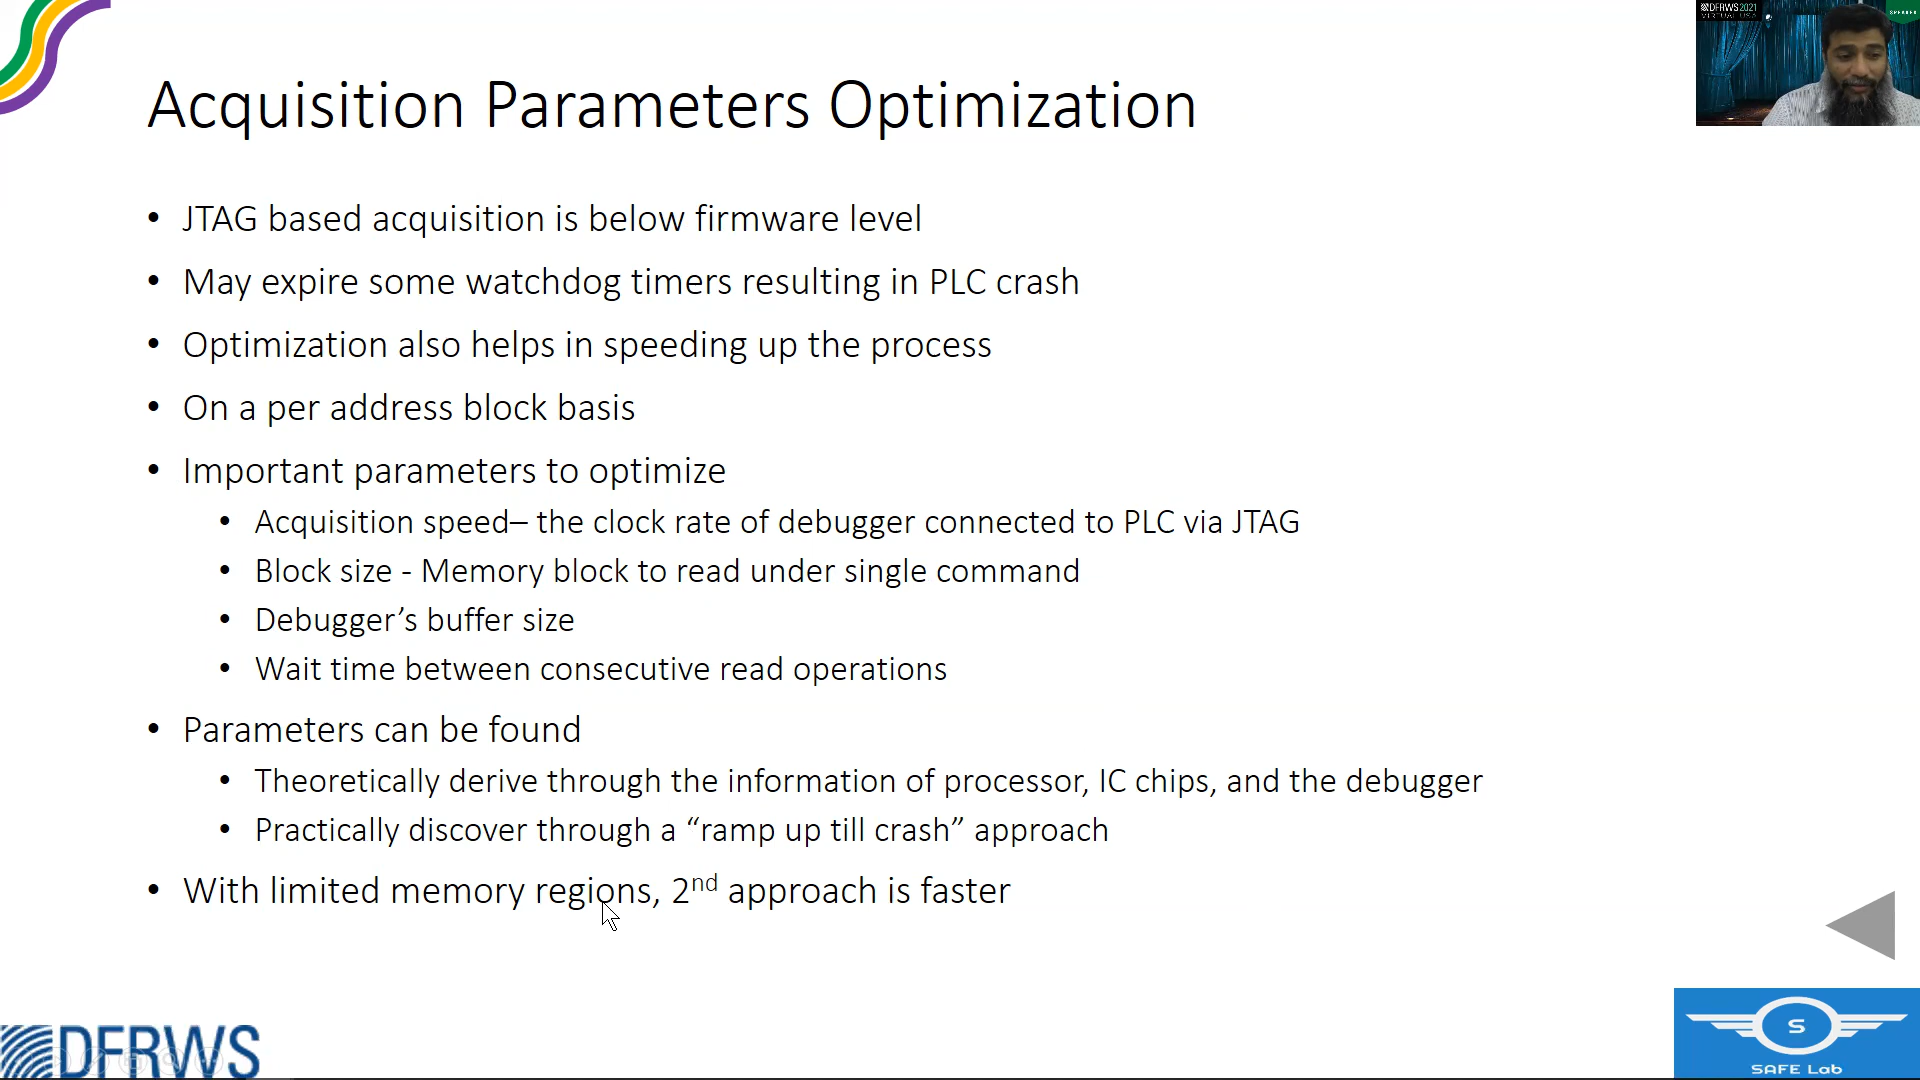 DFRWS2021
VIRTUAL USA
SPEAKER
Acquisition Parameters Optimization
• JTAG based acquisition is below firmware level
• May expire some watchdog timers resulting in PLC crash
• Optimization also helps in speeding up the process
• On a per address block basis
• Important parameters to optimize
• Acquisition speed– the clock rate of debugger connected to PLC via JTAG
• Block size - Memory block to read under single command
• Debugger’s buffer size
• Wait time between consecutive read operations
• Parameters can be found
• Theoretically derive through the information of processor, IC chips, and the debugger
• Practically discover through a “ramp up till crash” approach
• With limited memory regions, 2nd approach is faster
DFRWS
S
SAFE Lab